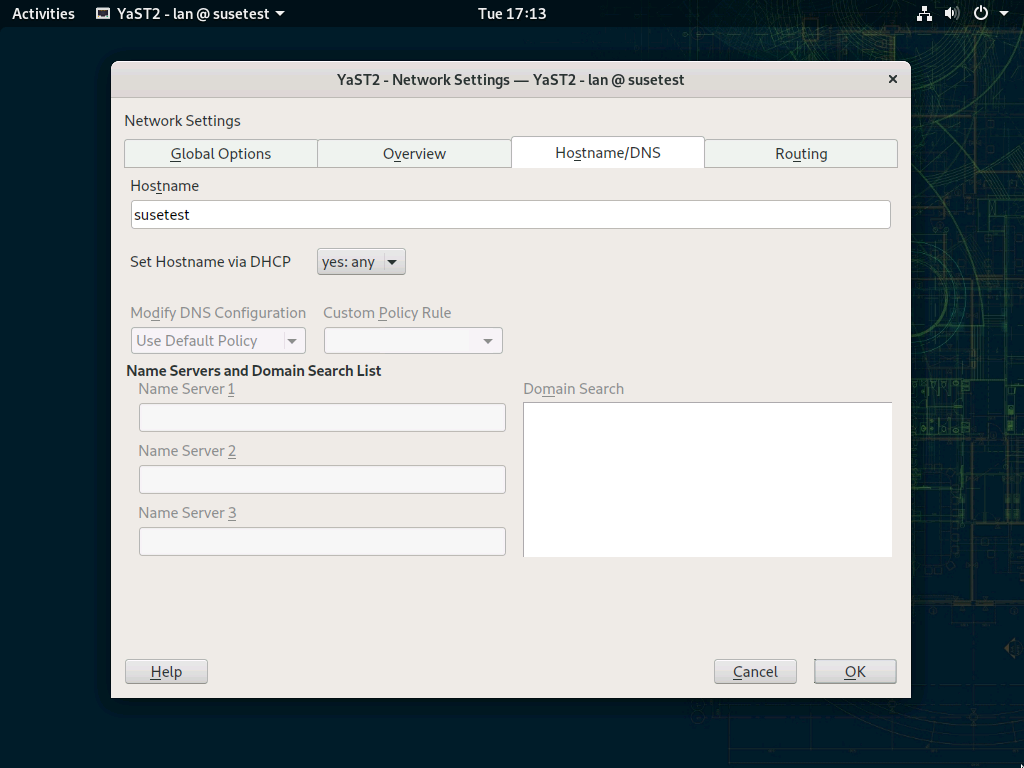 Activities YaST2 - lan @ susetest Tue 17:13
YaST2 - Network Settings — YaST2 - lan @ susetest
Network Settings
Global Options Overview Hostname/DNS Routing
Hostname
susetest
Set Hostname via DHCP yes: any
Modify DNS Configuration Custom Policy Rule
Use Default Policy
Name Servers and Domain Search List
Name Server 1 Domain Search
Name Server 2
Name Server 3
Help Cancel OK